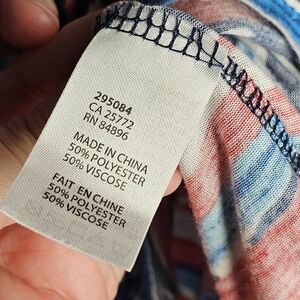 295084
CA 25772
RN 84896
MADE IN CHINA
50% POLYESTER
50% VISCOSE
FAIT EN CHINE
50% POLYESTER
50% VISCOSE